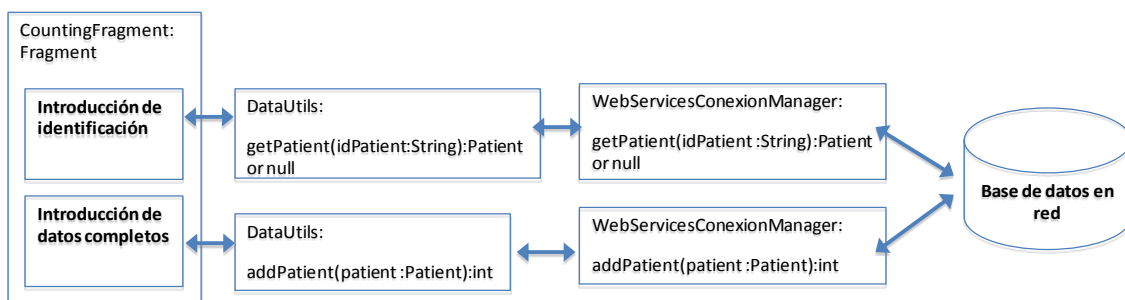 CountingFragment:
Fragment
Introducción de
identificación
DataUtils:
getPatient(idPatient:String):Patient
or null
WebServicesConexionManager:
getPatient(idPatient :String):Patient
or null
Introducción de
datos completos
DataUtils:
addPatient(patient :Patient):int
WebServicesConexionManager:
addPatient(patient :Patient):int
Base de datos en
red